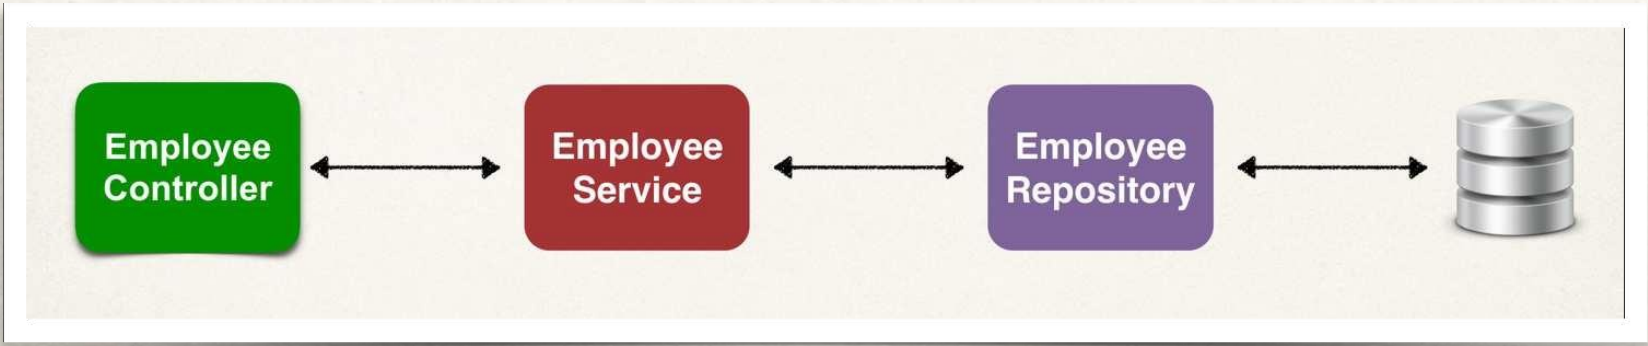 Employee
Controller
Employee
Service
Employee
Repository